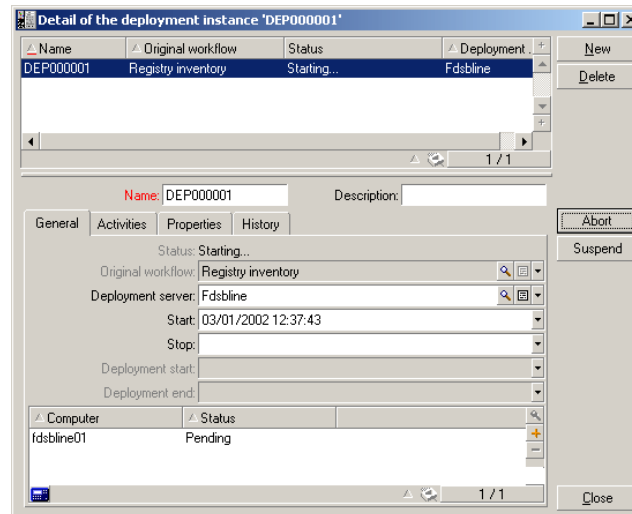 Detail of the deployment instance 'DEP000001'
Name Original workflow Status Deployment .
DEP000001 Registry inventory Starting... Fdsbline
1 / 1
New
Delete
Name: DEP000001 Description:
General Activities Properties History
Abort
Suspend
Status: Starting...
Original workflow: Registry inventory
Deployment server: Fdsbline
Start: 03/01/2002 12:37:43
Stop:
Deployment start:
Deployment end:
Computer Status
fdsbline01 Pending
1 / 1
Close